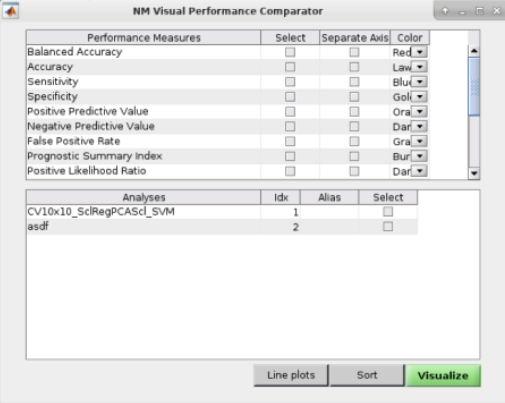 NM Visual Performance Comparator
Performance Measures Select Separate Axis Color
Balanced Accuracy Red
Accuracy Law
Sensitivity Blue
Specificity Gol
Positive Predictive Value Ora
Negative Predictive Value Dar
False Positive Rate Gra
Prognostic Summary Index Bur
Positive Likelihood Ratio Dar
Analyses Idx Alias Select
CV10x10_SclRegPCAScl_SVM 1
asdf 2
Line plots Sort Visualize